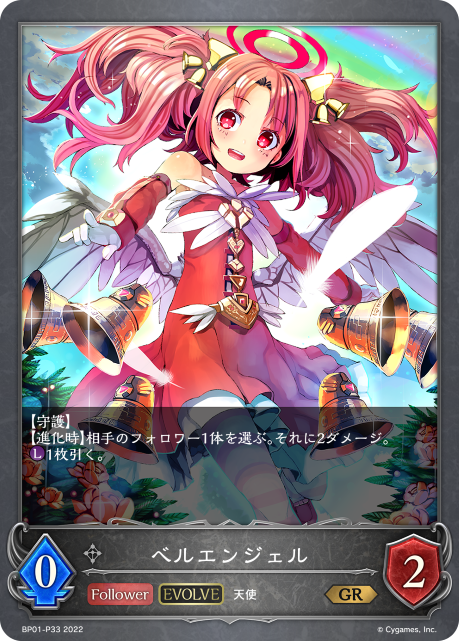 【守護】
【進化時】相手のフォロワー1体を選ぶ。それに2ダメージ。
1枚引く。
ベルエンジェル
0
Follower EVOLVE 天使 GR
2
BP01-P33 2022
© Cygames, Inc.